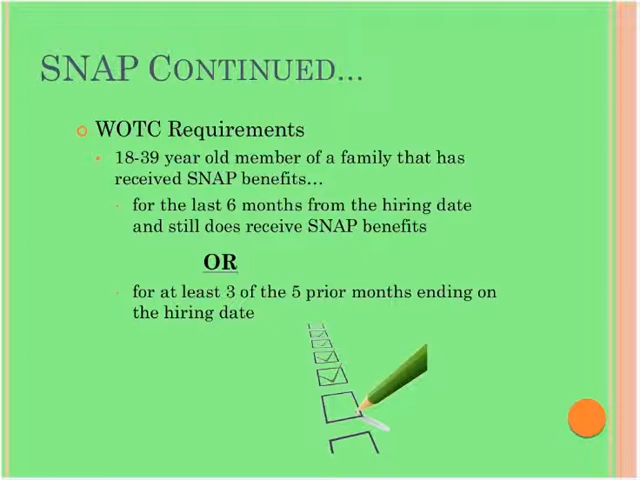 SNAP CONTINUED...
WOTC Requirements
18-39 year old member of a family that has
received SNAP benefits…
for the last 6 months from the hiring date
and still does receive SNAP benefits
OR
for at least 3 of the 5 prior months ending on
the hiring date